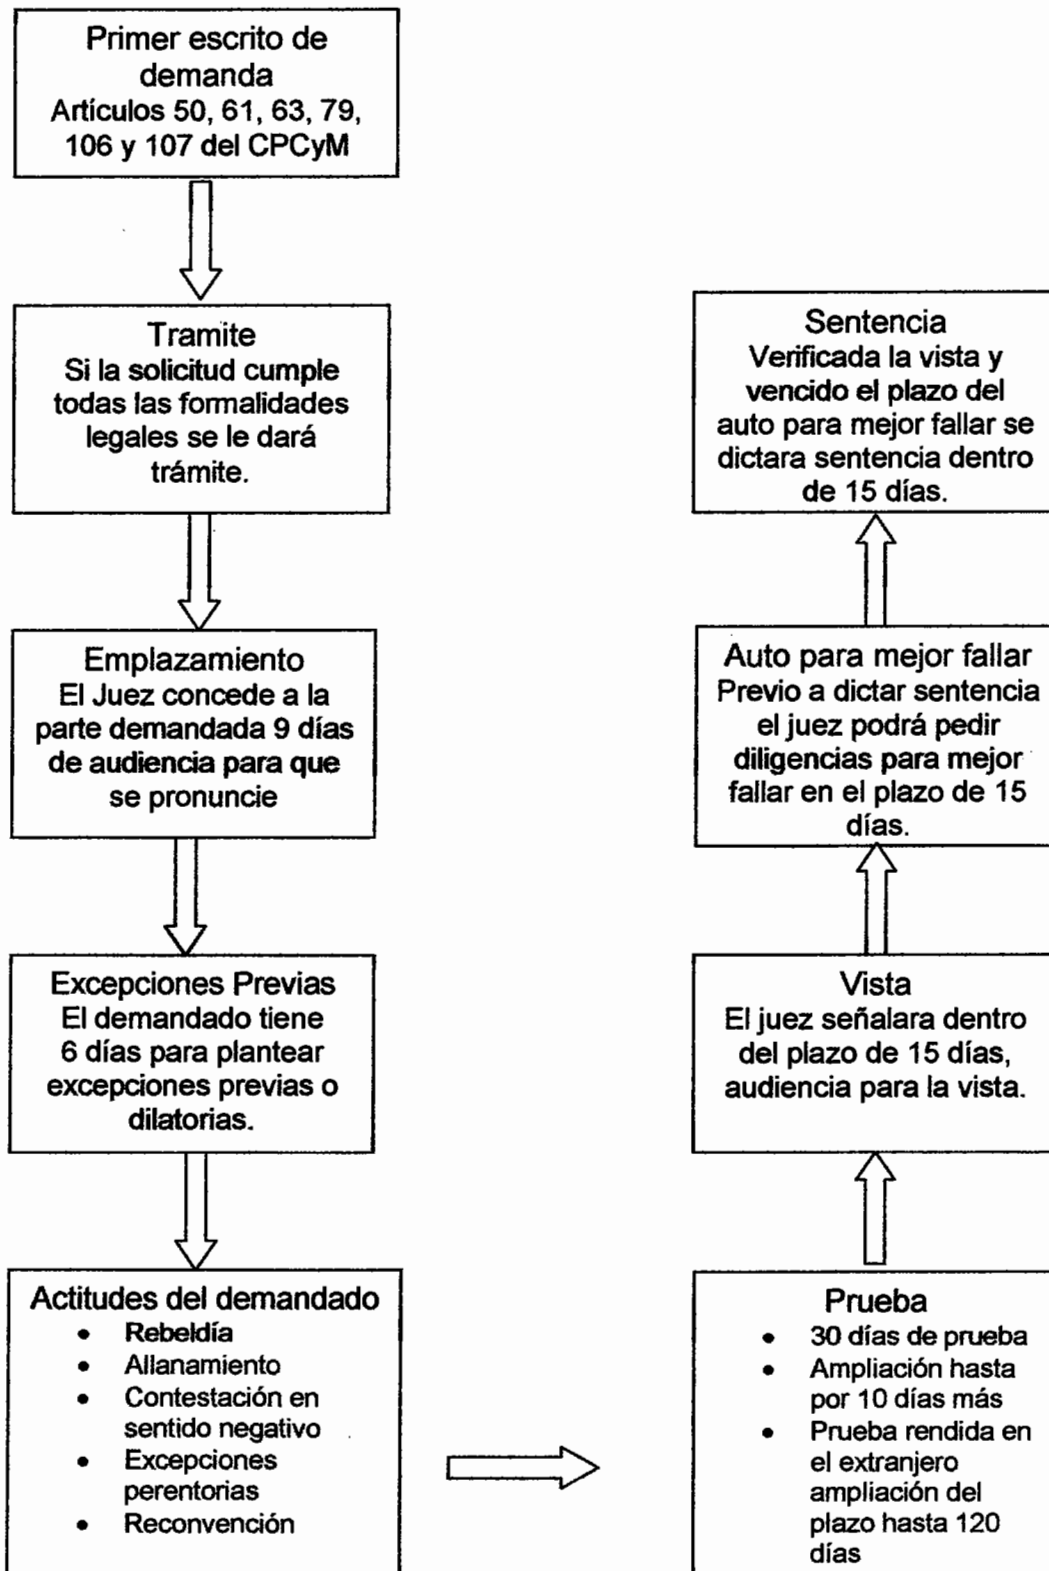 Primer escrito de
demanda
Artículos 50, 61, 63, 79,
106 y 107 del CPCyM
Tramite
Si la solicitud cumple
todas las formalidades
legales se le dará
trámite.
Emplazamiento
El Juez concede a la
parte demandada 9 días
de audiencia para que
se pronuncie
Excepciones Previas
El demandado tiene
6 días para plantear
excepciones previas o
dilatorias.
Actitudes del demandado
• Rebeldía
• Allanamiento
• Contestación en
sentido negativo
• Excepciones
perentorias
• Reconvención
Prueba
• 30 días de prueba
• Ampliación hasta
por 10 días más
• Prueba rendida en
el extranjero
ampliación del
plazo hasta 120
días
Vista
El juez señalara dentro
del plazo de 15 días,
audiencia para la vista.
Auto para mejor fallar
Previo a dictar sentencia
el juez podrá pedir
diligencias para mejor
fallar en el plazo de 15
días.
Sentencia
Verificada la vista y
vencido el plazo del
auto para mejor fallar se
dictara sentencia dentro
de 15 días.